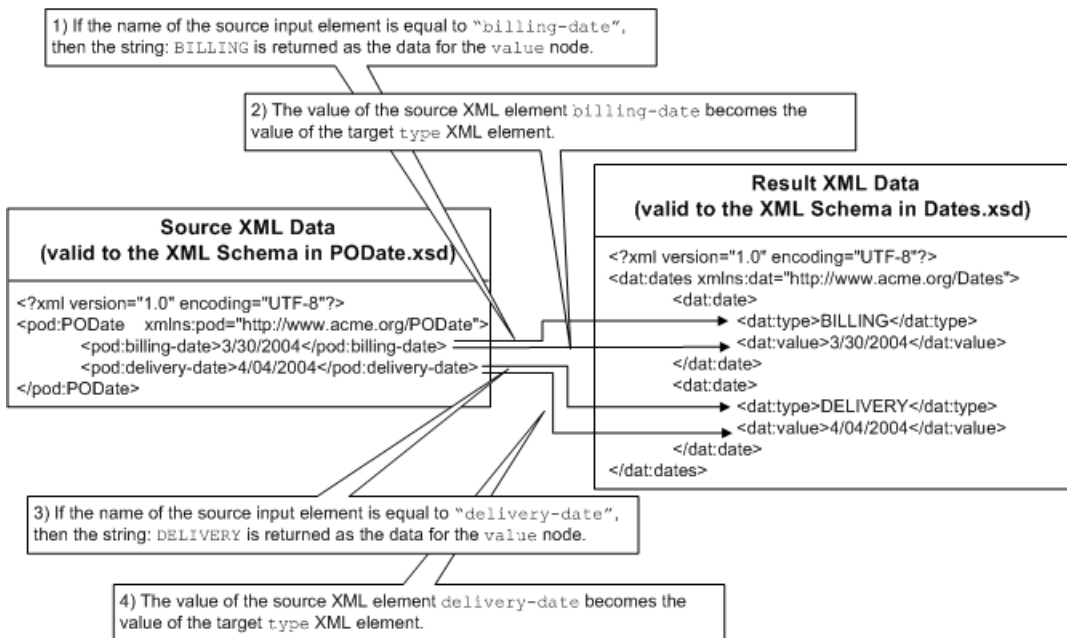 1) If the name of the source input element is equal to “billing-date”,
then the string: BILLING is returned as the data for the value node.
2) The value of the source XML element billing-date becomes the
value of the target type XML element.
Source XML Data
(valid to the XML Schema in PODate.xsd)
<?xml version="1.0" encoding="UTF-8"?>
<pod:PODate xmlns:pod="http://www.acme.org/PODate">
<pod:billing-date>3/30/2004</pod:billing-date>
<pod:delivery-date>4/04/2004</pod:delivery-date>
</pod:PODate>
Result XML Data
(valid to the XML Schema in Dates.xsd)
<?xml version="1.0" encoding="UTF-8"?>
<dat:dates xmlns:dat="http://www.acme.org/Dates">
<dat:date>
<dat:type>BILLING</dat:type>
<dat:value>3/30/2004</dat:value>
</dat:date>
<dat:date>
<dat:type>DELIVERY</dat:type>
<dat:value>4/04/2004</dat:value>
</dat:date>
</dat:dates>
3) If the name of the source input element is equal to “delivery-date”,
then the string: DELIVERY is returned as the data for the value node.
4) The value of the source XML element delivery-date becomes the
value of the target type XML element.